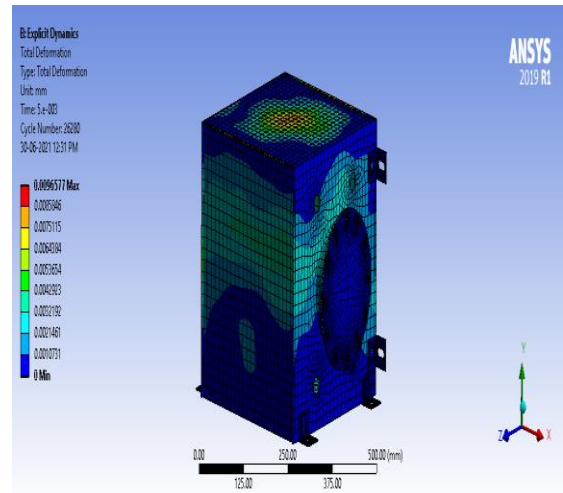 B: Explicit Dynamics
Total Deformation
Type: Total Deformation
Unit: mm
Time: 5.e-003
Cycle Number: 26280
30-06-2021 12:31 PM
ANSYS
2019 R1
0.0096577 Max
0.0085846
0.0075115
0.0064384
0.0053654
0.0042923
0.0032192
0.0021461
0.0010731
0 Min
Y
Z
X
0.00
250.00
500.00 (mm)
125.00
375.00